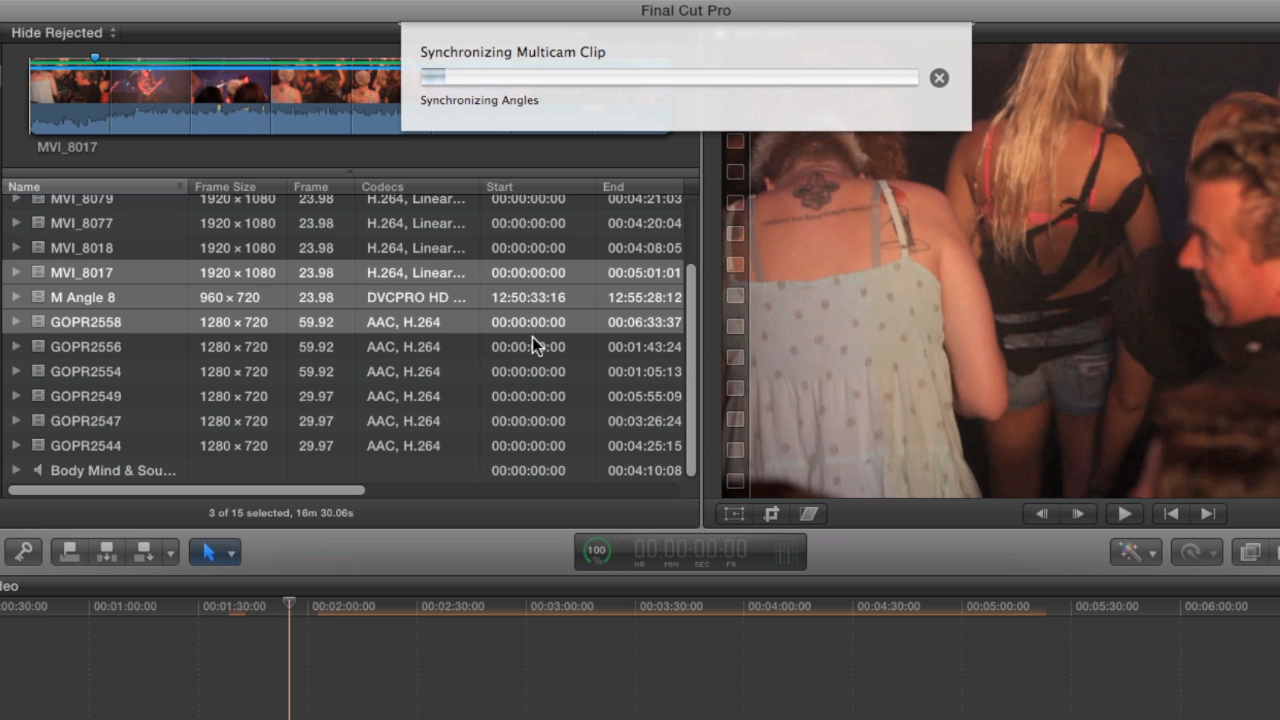 Final Cut Pro
Hide Rejected
Synchronizing Multicam Clip
Synchronizing Angles
MVI_8017
Name Frame Size Frame Codecs Start End
MVI_8079 1920 × 1080 23.98 H.264, Linear... 00:00:00:00 00:04:21:03
MVI_8077 1920 × 1080 23.98 H.264, Linear... 00:00:00:00 00:04:20:04
MVI_8018 1920 × 1080 23.98 H.264, Linear... 00:00:00:00 00:04:08:05
MVI_8017 1920 × 1080 23.98 H.264, Linear... 00:00:00:00 00:05:01:01
M Angle 8 960 × 720 23.98 DVCPRO HD ... 12:50:33:16 12:55:28:12
GOPR2558 1280 × 720 59.92 AAC, H.264 00:00:00:00 00:06:33:37
GOPR2556 1280 × 720 59.92 AAC, H.264 00:00:00:00 00:01:43:24
GOPR2554 1280 × 720 59.92 AAC, H.264 00:00:00:00 00:01:05:13
GOPR2549 1280 × 720 29.97 AAC, H.264 00:00:00:00 00:05:55:09
GOPR2547 1280 × 720 29.97 AAC, H.264 00:00:00:00 00:03:26:24
GOPR2544 1280 × 720 29.97 AAC, H.264 00:00:00:00 00:04:25:15
Body Mind & Sou... 00:00:00:00 00:04:10:08
3 of 15 selected, 16m 30.06s
100 % 00:00:00:00
HR MIN SEC FR
deo
:00:30:00 00:01:00:00 00:01:30:00 00:02:00:00 00:02:30:00 00:03:00:00 00:03:30:00 00:04:00:00 00:04:30:00 00:05:00:00 00:05:30:00 00:06:00:00